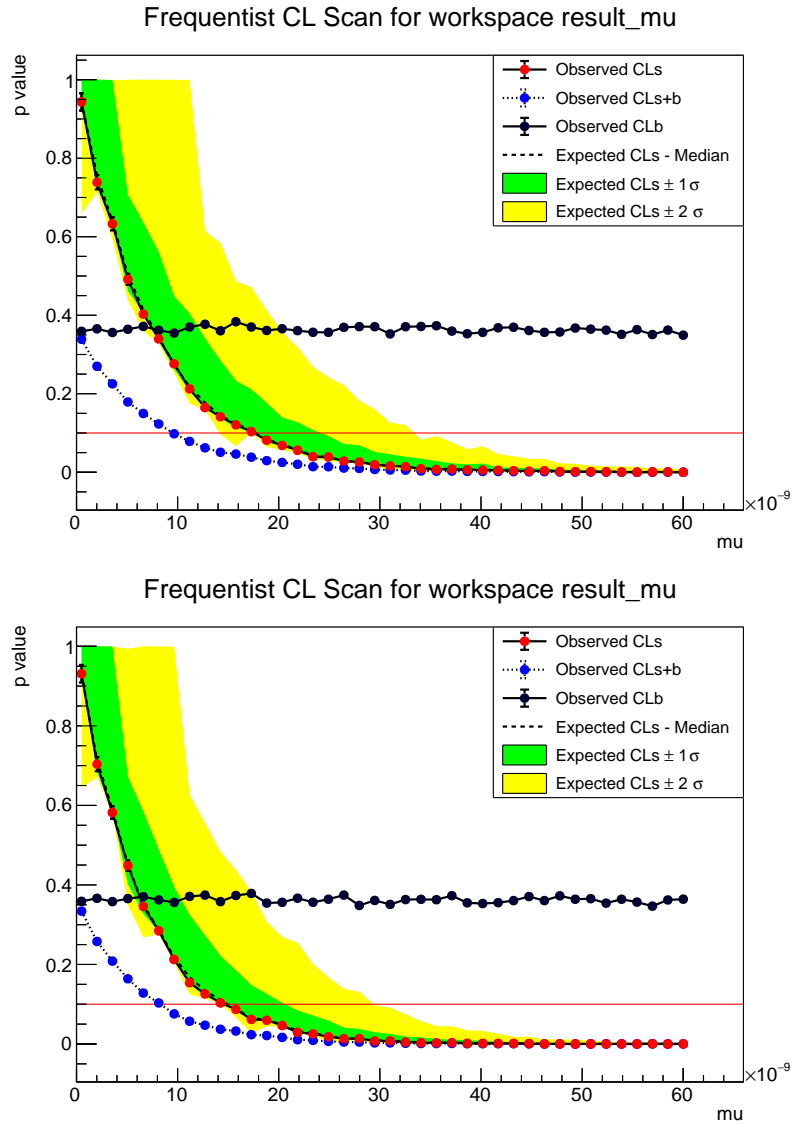 Frequentist CL Scan for workspace result_mu
p value
1
0.8
0.6
0.4
0.2
0
Observed CLs
Observed CLs+b
Observed CLb
Expected CLs - Median
Expected CLs ± 1σ
Expected CLs ± 2 σ
0 10 20 30 40 50 60
×10⁻⁹
mu
Frequentist CL Scan for workspace result_mu
p value
1
0.8
0.6
0.4
0.2
0
Observed CLs
Observed CLs+b
Observed CLb
Expected CLs - Median
Expected CLs ± 1σ
Expected CLs ± 2 σ
0 10 20 30 40 50 60
×10⁻⁹
mu